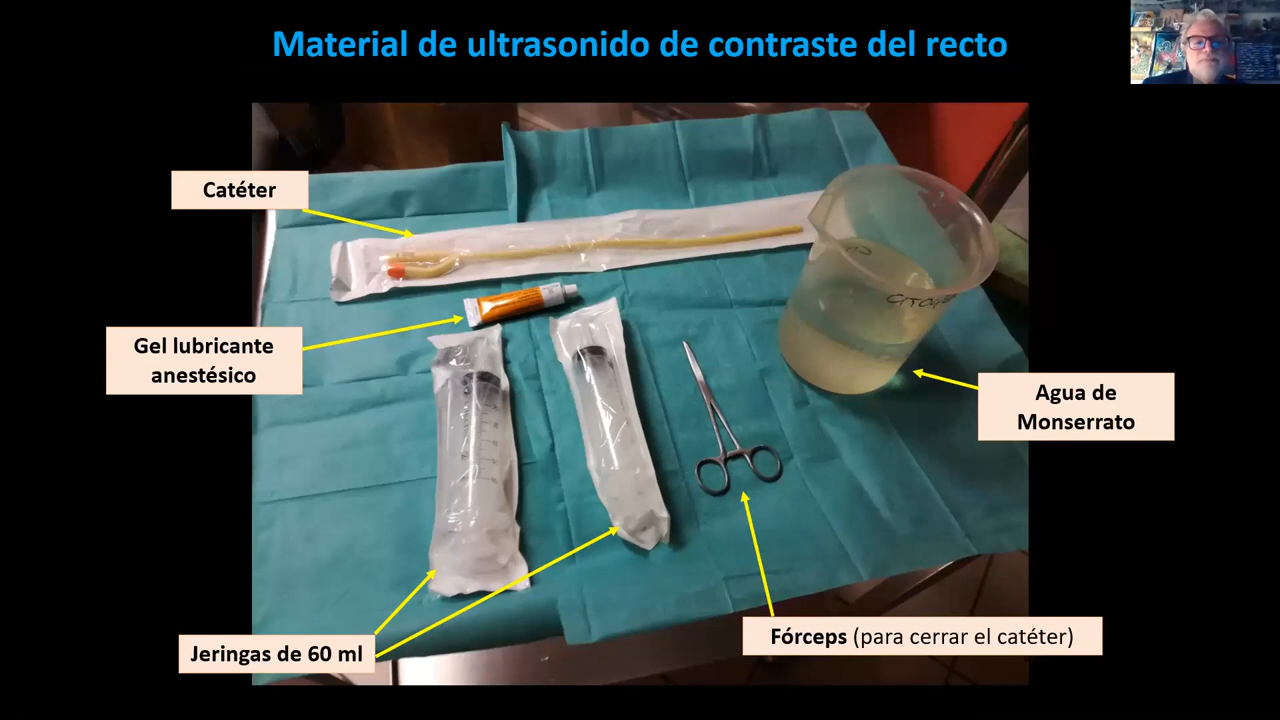 Material de ultrasonido de contraste del recto
Catéter
Gel lubricante
anestésico
Agua de
Monserrato
Jeringas de 60 ml
Fórceps (para cerrar el catéter)